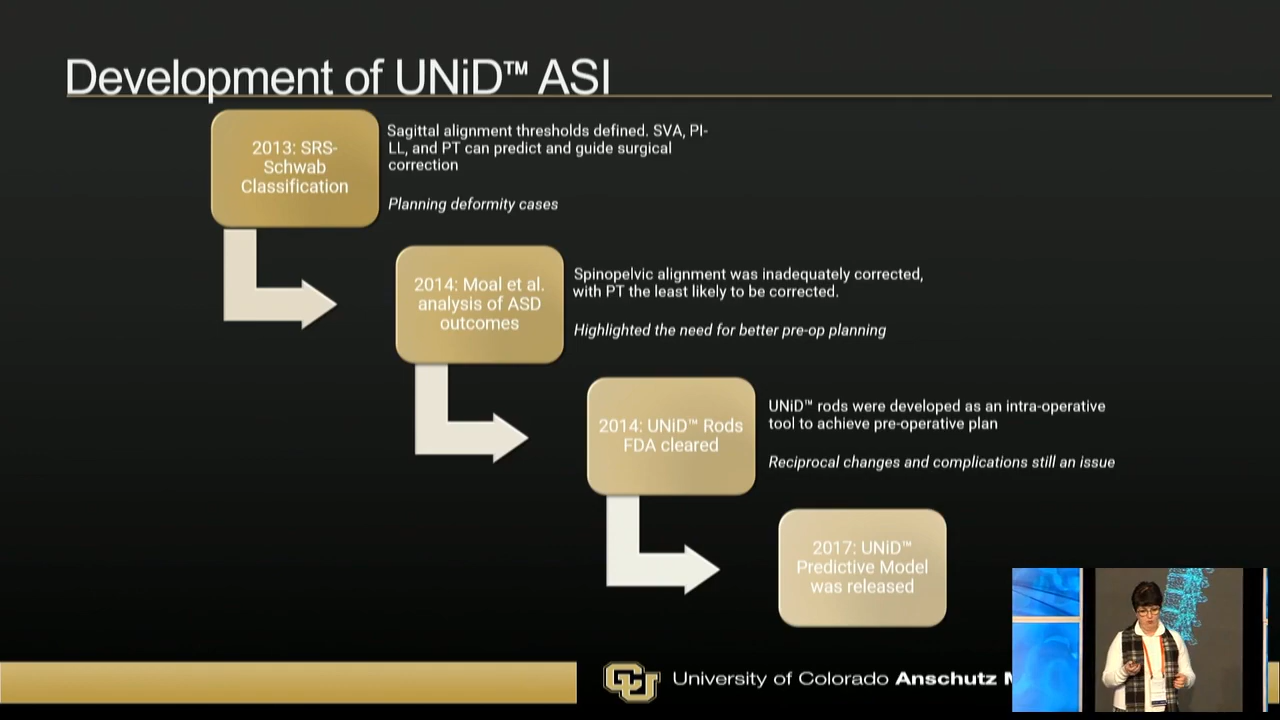 Development of UNiD™ ASI
2013: SRS-
Schwab
Classification
Sagittal alignment thresholds defined. SVA, PI-
LL, and PT can predict and guide surgical
correction
Planning deformity cases
2014: Moal et al.
analysis of ASD
outcomes
Spinopelvic alignment was inadequately corrected,
with PT the least likely to be corrected.
Highlighted the need for better pre-op planning
2014: UNiD™ Rods
FDA cleared
UNiD™ rods were developed as an intra-operative
tool to achieve pre-operative plan
Reciprocal changes and complications still an issue
2017: UNiD™
Predictive Model
was released
CU University of Colorado Anschutz